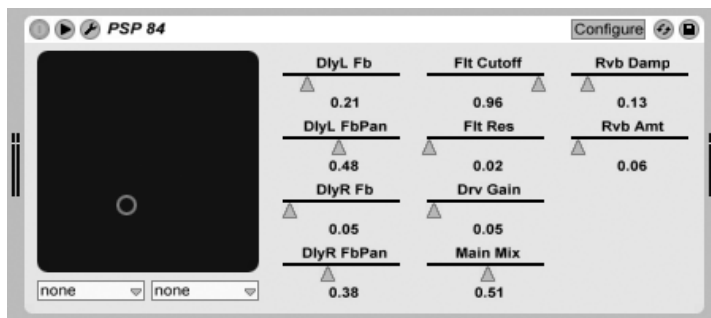 PSP 84 Configure
DlyL Fb Flt Cutoff Rvb Damp
0.21 0.96 0.13
DlyL FbPan Flt Res Rvb Amt
0.48 0.02 0.06
DlyR Fb Drv Gain
0.05 0.05
DlyR FbPan Main Mix
none none 0.38 0.51